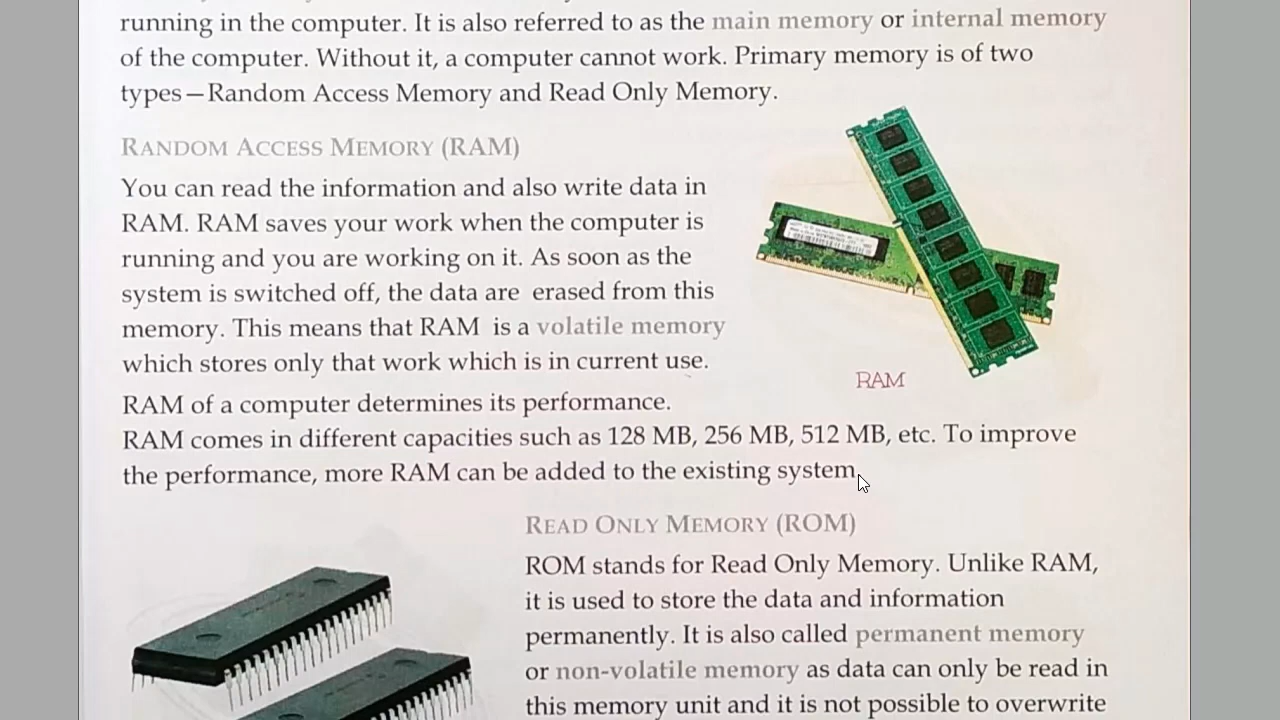 running in the computer. It is also referred to as the main memory or internal memory
of the computer. Without it, a computer cannot work. Primary memory is of two
types—Random Access Memory and Read Only Memory.
RANDOM ACCESS MEMORY (RAM)
You can read the information and also write data in
RAM. RAM saves your work when the computer is
running and you are working on it. As soon as the
system is switched off, the data are erased from this
memory. This means that RAM is a volatile memory
which stores only that work which is in current use.
RAM
RAM of a computer determines its performance.
RAM comes in different capacities such as 128 MB, 256 MB, 512 MB, etc. To improve
the performance, more RAM can be added to the existing system.
READ ONLY MEMORY (ROM)
ROM stands for Read Only Memory. Unlike RAM,
it is used to store the data and information
permanently. It is also called permanent memory
or non-volatile memory as data can only be read in
this memory unit and it is not possible to overwrite